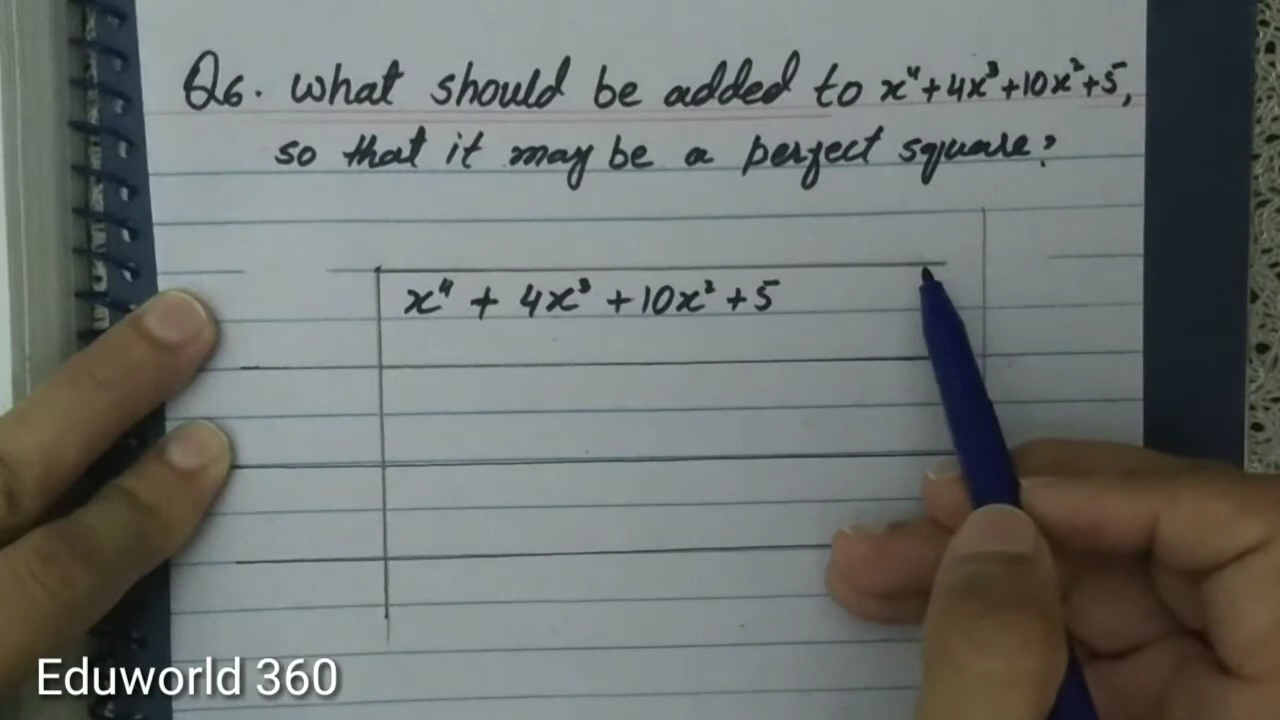 Q6. What should be added to x⁴+4x³+10x²+5,
so that it may be a perfect square?
x⁴ + 4x³ +10x² +5
Eduworld 360